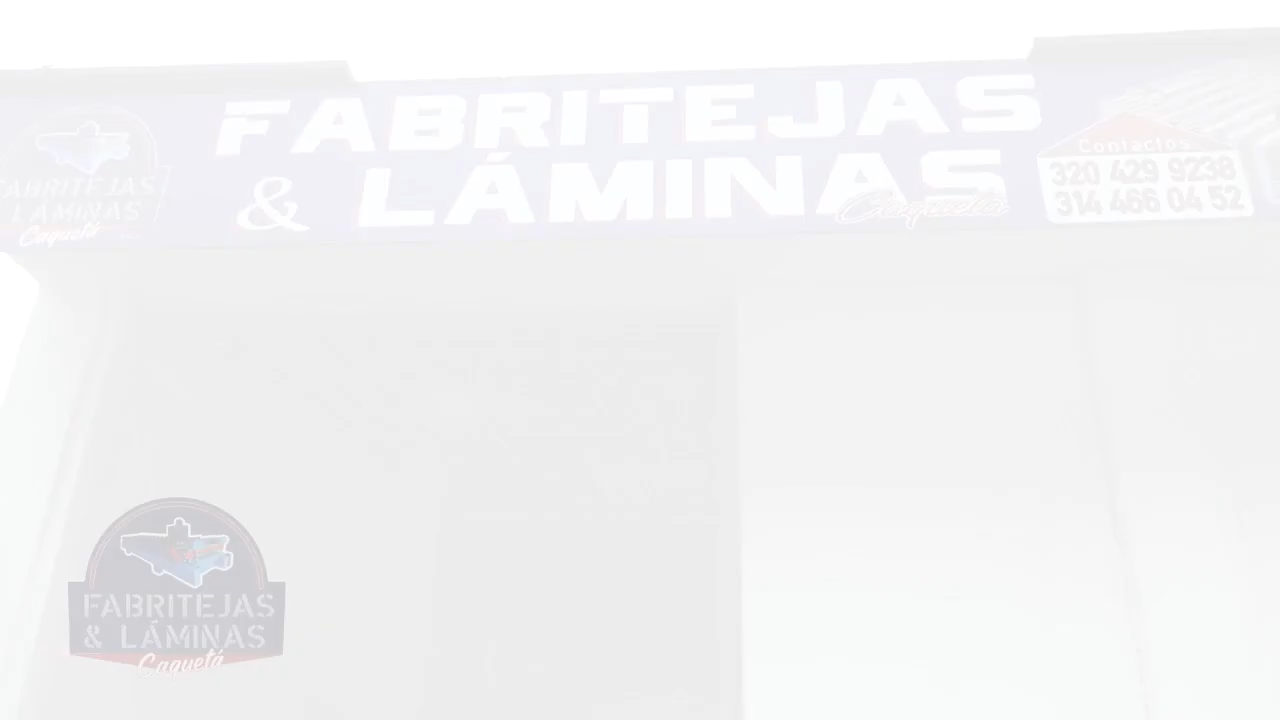 FABRITEJAS
& LÁMINAS
Caquetá
Contactos
320 429 9238
314 466 04 52
FABRITEJAS
LÁMINAS
Caquetá
FABRITEJAS
& LÁMINAS
Caquetá